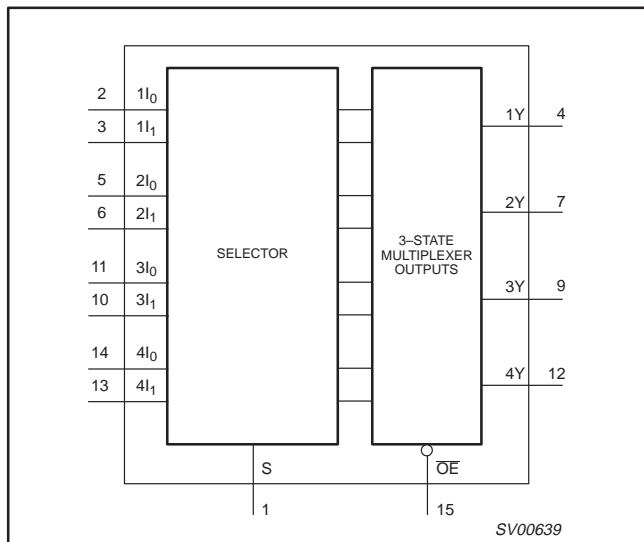 2 1I0 1Y 4
3 1I1
5 2I0 2Y 7
6 2I1
SELECTOR
3–STATE
MULTIPLEXER
OUTPUTS
11 3I0 3Y 9
10 3I1
14 4I0 4Y 12
13 4I1
S OE
1 15
SV00639